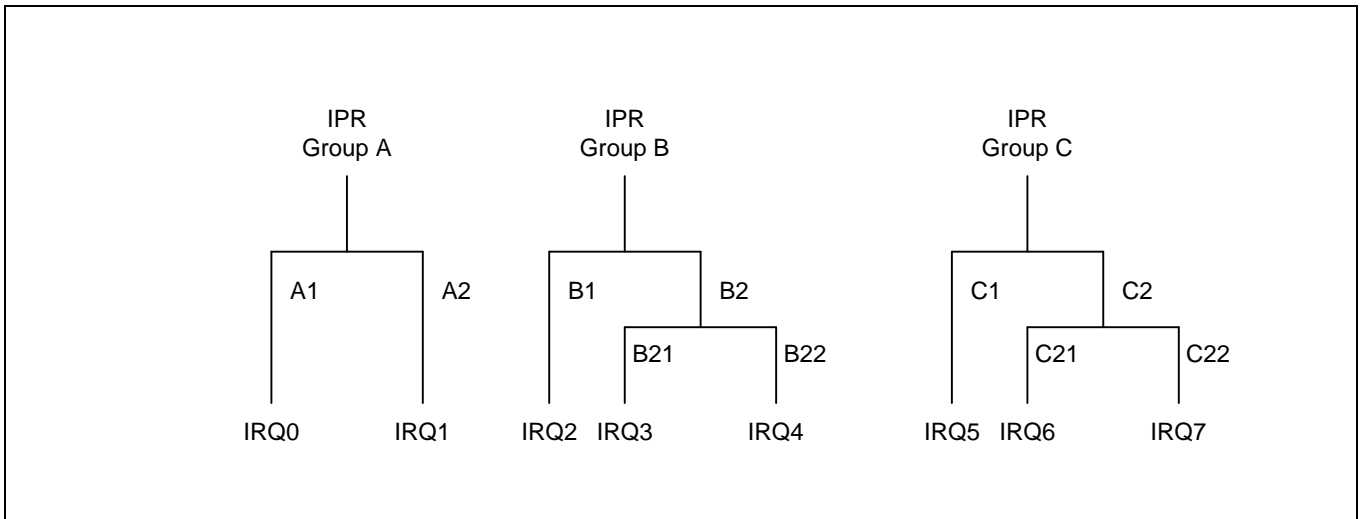 IPR
Group A
IPR
Group B
IPR
Group C
A1
A2
B1
B2
C1
C2
B21
B22
C21
C22
IRQ0
IRQ1
IRQ2
IRQ3
IRQ4
IRQ5
IRQ6
IRQ7